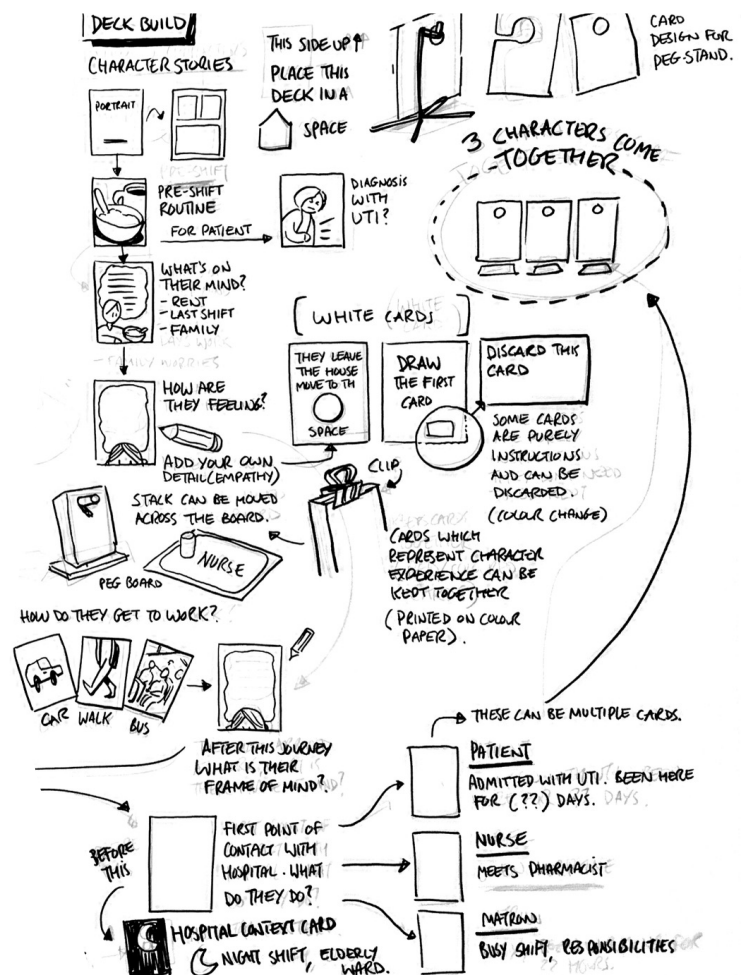 DECK BUILD
CHARACTER STORIES
PORTRAIT
THIS SIDE UP↑
PLACE THIS
DECK IN A
SPACE
CARD
DESIGN FOR
PEG-STAND.
3 CHARACTERS COME
TOGETHER
PRE-SHIFT
ROUTINE
FOR PATIENT
DIAGNOSIS
WITH
UTI?
WHAT'S ON
THEIR MIND?
- RENT
- LAST SHIFT
- FAMILY
[WHITE CARDS]
THEY LEAVE
THE HOUSE
MOVE TO TH
SPACE
DRAW
THE FIRST
CARD
DISCARD THIS
CARD
SOME CARDS
ARE PURELY
INSTRUCTIONS
AND CAN BE
DISCARDED.
(COLOUR CHANGE)
HOW ARE
THEY FEELING?
ADD YOUR OWN
DETAIL (EMPATHY)
CLIP
STACK CAN BE MOVED
ACROSS THE BOARD.
PEG BOARD
NURSE
CARDS WHICH
REPRESENT CHARACTER
EXPERIENCE CAN BE
KEPT TOGETHER
(PRINTED ON COLOUR
PAPER).
HOW DO THEY GET TO WORK?
CAR
WALK
BUS
AFTER THIS JOURNEY
WHAT IS THEIR
FRAME OF MIND?
THESE CAN BE MULTIPLE CARDS.
PATIENT
ADMITTED WITH UTI. BEEN HERE
FOR (??) DAYS.
BEFORE
THIS
FIRST POINT OF
CONTACT WITH
HOSPITAL. WHAT
DO THEY DO?
NURSE
MEETS PHARMACIST
MATRON
BUSY SHIFT, RESPONSIBILITIES
HOSPITAL CONTEXT CARD
NIGHT SHIFT, ELDERLY
WARD.